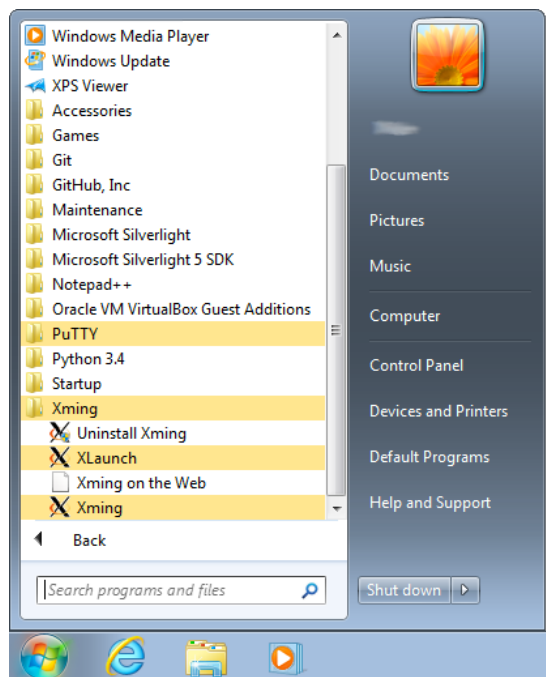 Windows Media Player
Windows Update
XPS Viewer
Accessories
Games
Git
GitHub, Inc
Maintenance
Microsoft Silverlight
Microsoft Silverlight 5 SDK
Notepad++
Oracle VM VirtualBox Guest Additions
PuTTY
Python 3.4
Startup
Xming
Uninstall Xming
XLaunch
Xming on the Web
Xming
Back
Search programs and files
Documents
Pictures
Music
Computer
Control Panel
Devices and Printers
Default Programs
Help and Support
Shut down